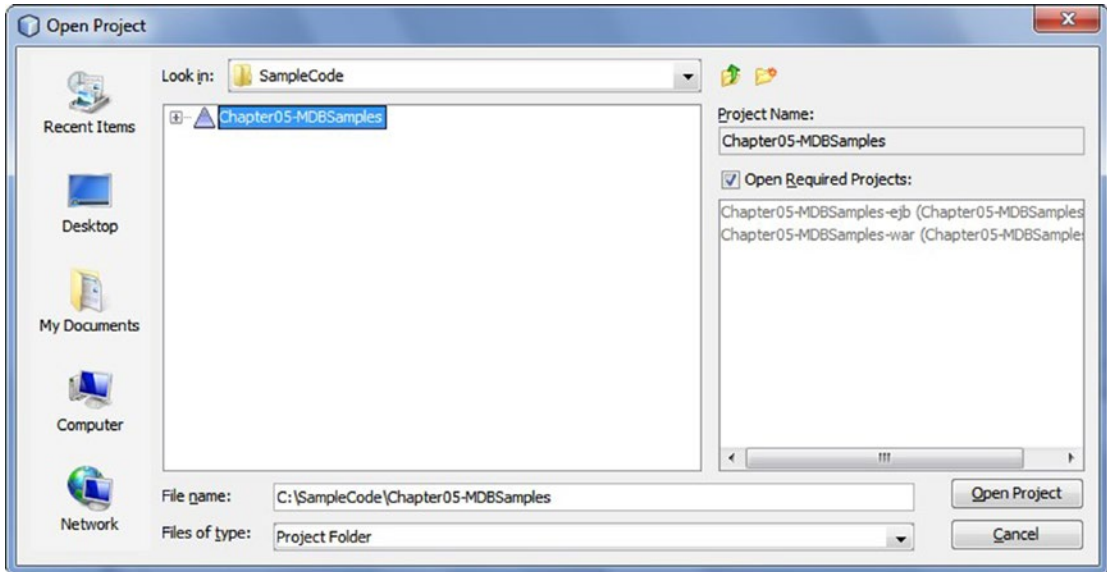 Open Project
Look in: SampleCode
Recent Items
Desktop
My Documents
Computer
Network
Chapter05-MDBSamples
Project Name:
Chapter05-MDBSamples
Open Required Projects:
Chapter05-MDBSamples-ejb (Chapter05-MDBSamples
Chapter05-MDBSamples-war (Chapter05-MDBSample
File name: C:\SampleCode\Chapter05-MDBSamples
Open Project
Files of type: Project Folder
Cancel